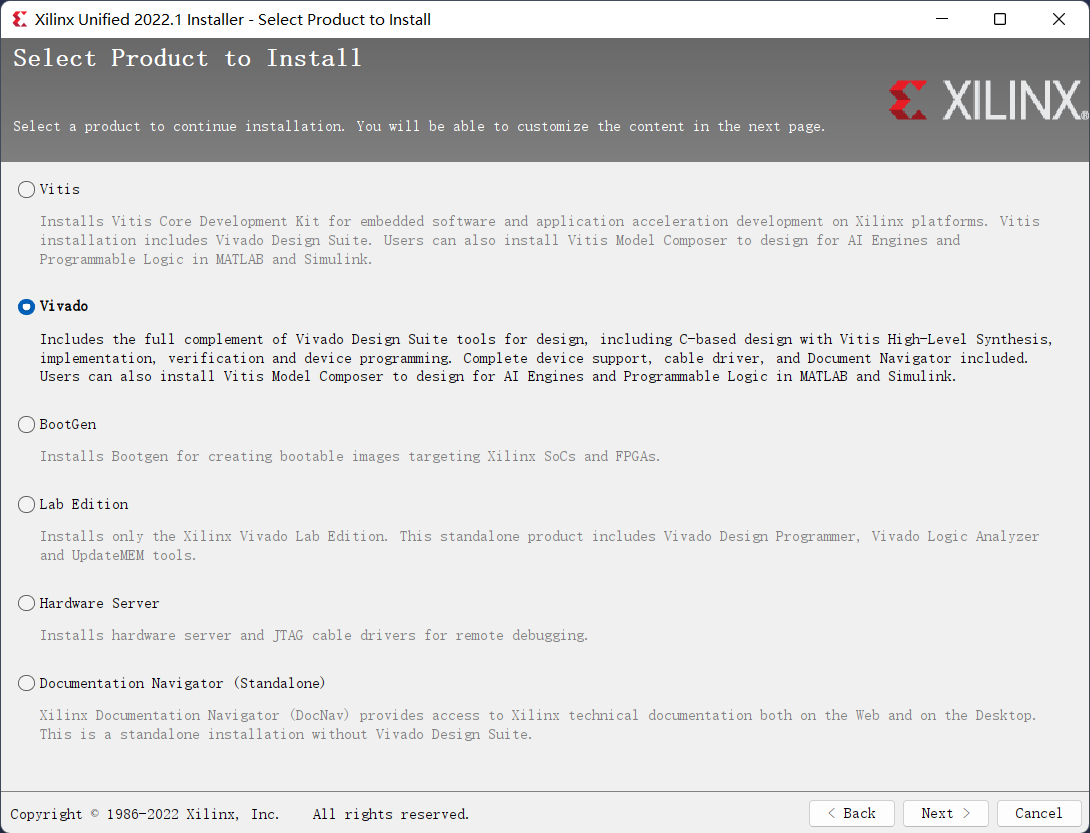 Xilinx Unified 2022.1 Installer - Select Product to Install
Select Product to Install
XILINX®
Select a product to continue installation. You will be able to customize the content in the next page.
Vitis
Installs Vitis Core Development Kit for embedded software and application acceleration development on Xilinx platforms. Vitis
installation includes Vivado Design Suite. Users can also install Vitis Model Composer to design for AI Engines and
Programmable Logic in MATLAB and Simulink.
Vivado
Includes the full complement of Vivado Design Suite tools for design, including C-based design with Vitis High-Level Synthesis,
implementation, verification and device programming. Complete device support, cable driver, and Document Navigator included.
Users can also install Vitis Model Composer to design for AI Engines and Programmable Logic in MATLAB and Simulink.
BootGen
Installs Bootgen for creating bootable images targeting Xilinx SoCs and FPGAs.
Lab Edition
Installs only the Xilinx Vivado Lab Edition. This standalone product includes Vivado Design Programmer, Vivado Logic Analyzer
and UpdateMEM tools.
Hardware Server
Installs hardware server and JTAG cable drivers for remote debugging.
Documentation Navigator (Standalone)
Xilinx Documentation Navigator (DocNav) provides access to Xilinx technical documentation both on the Web and on the Desktop.
This is a standalone installation without Vivado Design Suite.
Copyright © 1986-2022 Xilinx, Inc. All rights reserved.
< Back Next > Cancel